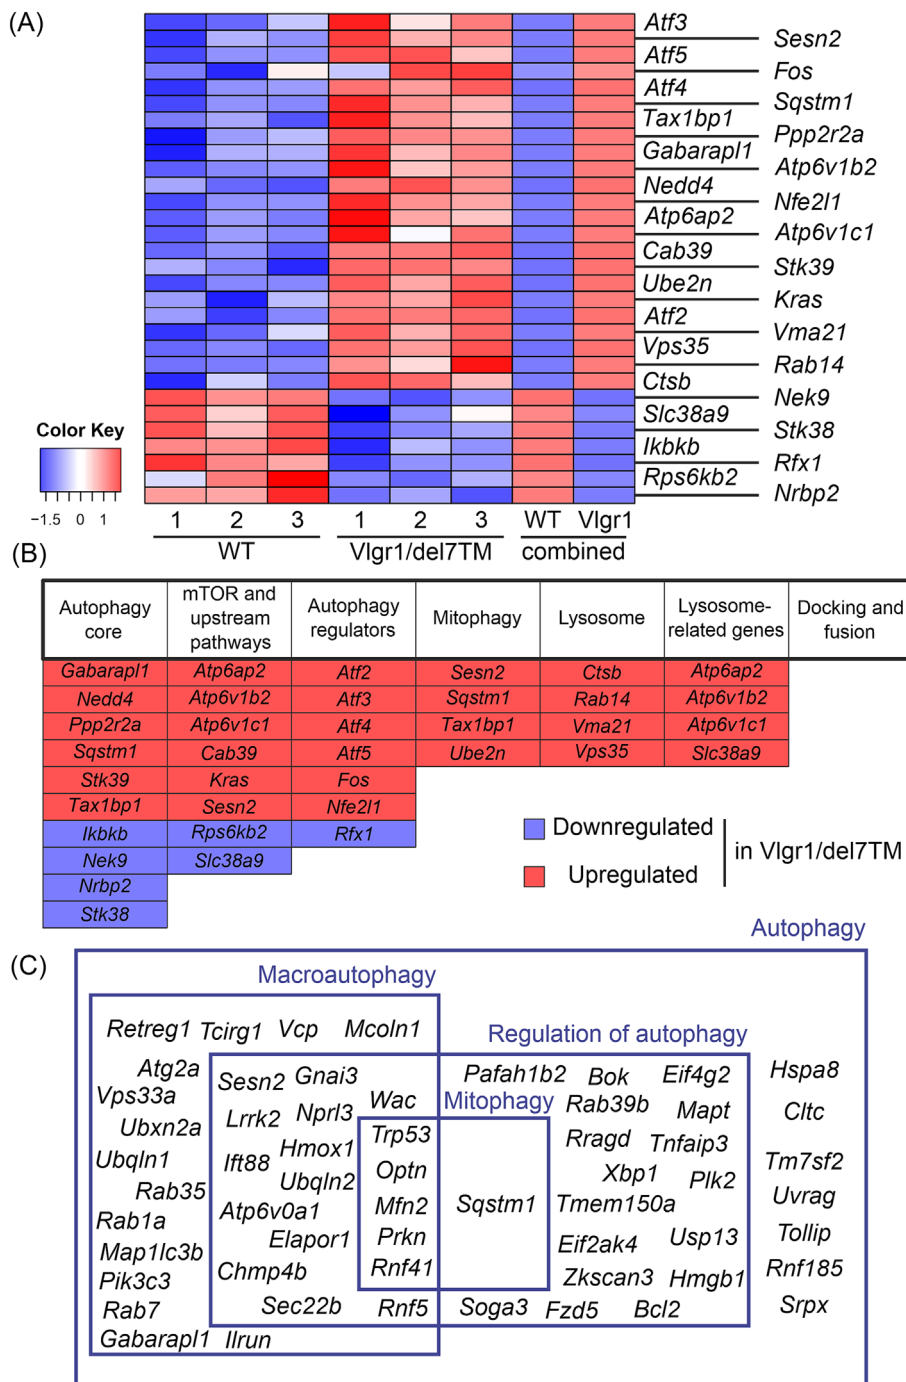 (A)
Atf3
Sesn2
Atf5
Fos
Atf4
Sqstm1
Tax1bp1
Ppp2r2a
Gabarapl1
Atp6v1b2
Nedd4
Nfe2l1
Atp6ap2
Atp6v1c1
Cab39
Stk39
Ube2n
Kras
Atf2
Vma21
Vps35
Rab14
Ctsb
Nek9
Slc38a9
Stk38
Ikbkb
Rfx1
Rps6kb2
Nrbp2
Color Key
−1.5 0 1
1 2 3 1 2 3 WT Vlgr1
WT Vlgr1/del7TM combined
(B)
Autophagy core
mTOR and upstream pathways
Autophagy regulators
Mitophagy
Lysosome
Lysosome-related genes
Docking and fusion
Gabarapl1 Atp6ap2 Atf2 Sesn2 Ctsb Atp6ap2
Nedd4 Atp6v1b2 Atf3 Sqstm1 Rab14 Atp6v1b2
Ppp2r2a Atp6v1c1 Atf4 Tax1bp1 Vma21 Atp6v1c1
Sqstm1 Cab39 Atf5 Ube2n Vps35 Slc38a9
Stk39 Kras Fos
Tax1bp1 Sesn2 Nfe2l1
Ikbkb Rps6kb2 Rfx1
Nek9 Slc38a9
Nrbp2
Stk38
Downregulated
Upregulated
in Vlgr1/del7TM
(C)
Autophagy
Macroautophagy
Retreg1 Tcirg1 Vcp Mcoln1
Atg2a
Vps33a
Ubxn2a
Ubqln1
Rab35
Rab1a
Map1lc3b
Pik3c3
Rab7
Gabarapl1 Ilrun
Regulation of autophagy
Sesn2 Gnai3
Lrrk2 Nprl3 Wac
Ift88 Hmox1
Ubqln2
Atp6v0a1
Elapor1
Chmp4b
Sec22b Rnf5
Mitophagy
Trp53
Optn
Mfn2
Prkn
Rnf41
Sqstm1
Pafah1b2 Bok Eif4g2
Rab39b Mapt
Rragd Tnfaip3
Xbp1 Plk2
Tmem150a
Eif2ak4 Usp13
Zkscan3 Hmgb1
Soga3 Fzd5 Bcl2
Hspa8
Cltc
Tm7sf2
Uvrag
Tollip
Rnf185
Srpx